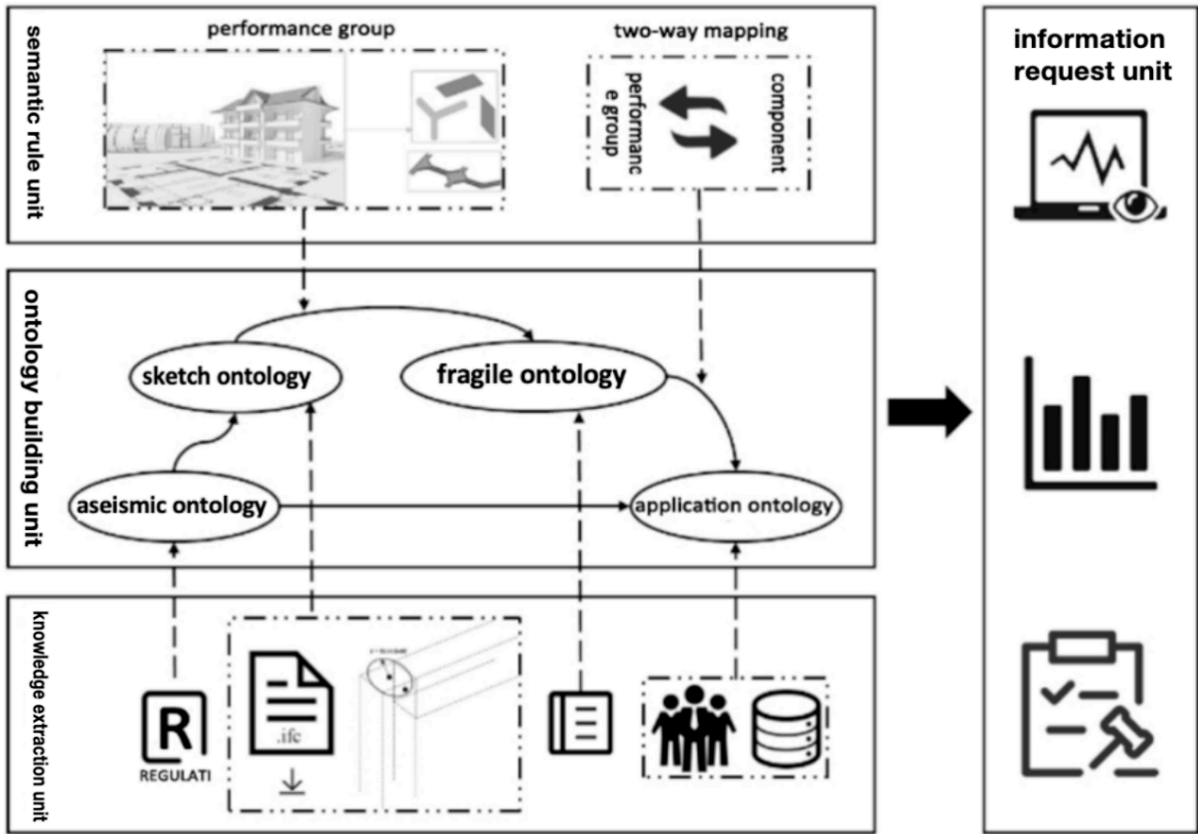 semantic rule unit
performance group
two-way mapping
performanc
e group
component
information
request unit
ontology building unit
sketch ontology
fragile ontology
aseismic ontology
application ontology
knowledge extraction unit
R
REGULATI
.ifc